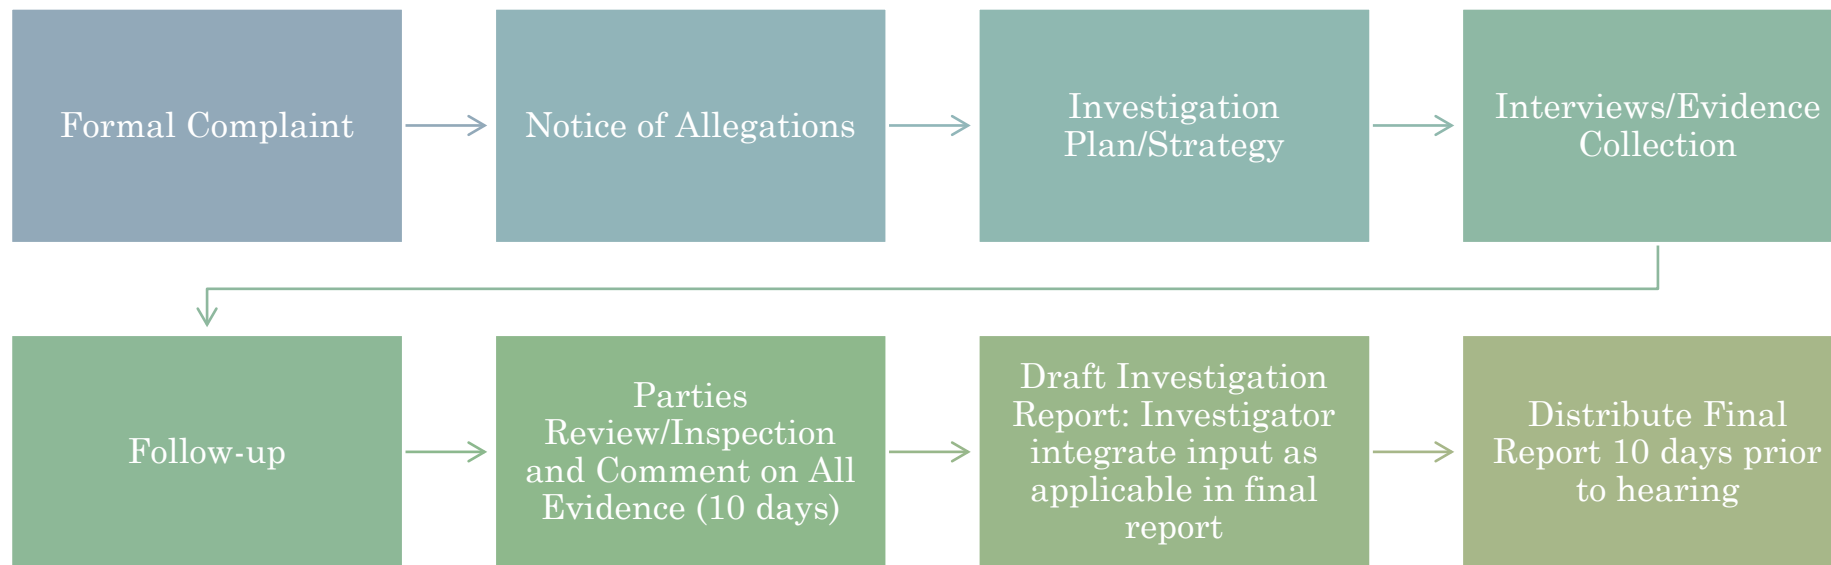 Formal Complaint
Notice of Allegations
Investigation
Plan/Strategy
Interviews/Evidence
Collection
Follow-up
Parties
Review/Inspection
and Comment on All
Evidence (10 days)
Draft Investigation
Report: Investigator
integrate input as
applicable in final
report
Distribute Final
Report 10 days prior
to hearing